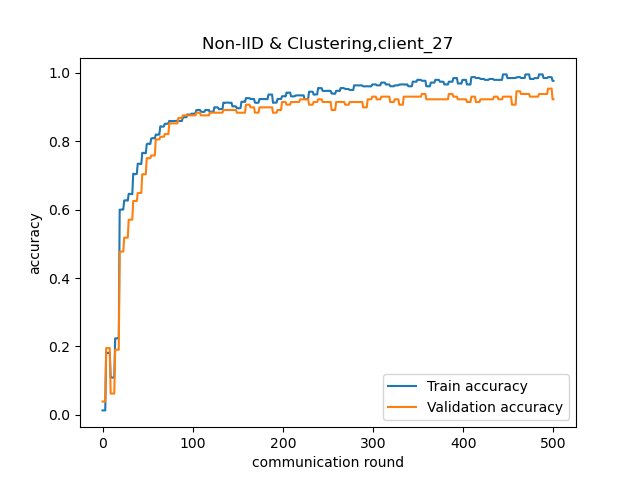 Non-IID & Clustering,client_27
1.0
0.8
0.6
0.4
0.2
0.0
accuracy
Train accuracy
Validation accuracy
0 100 200 300 400 500
communication round